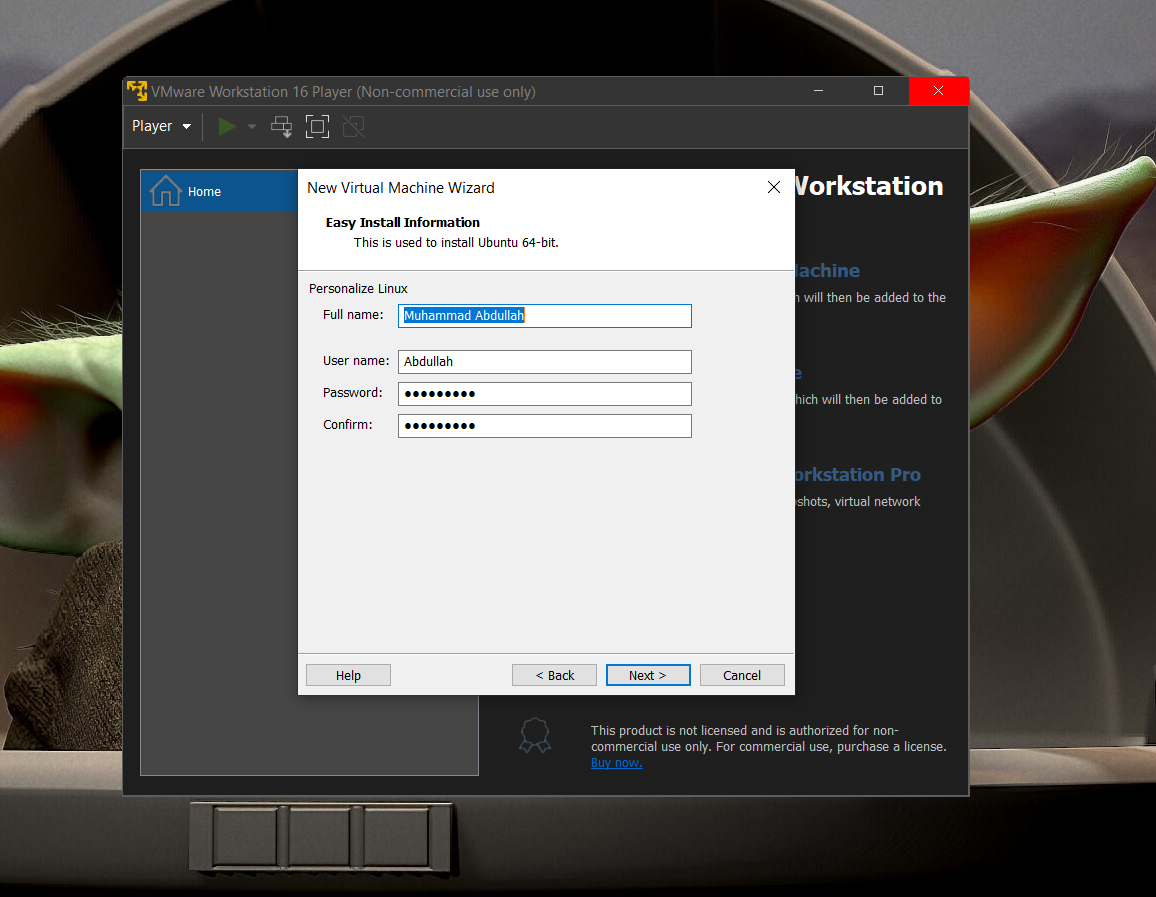 VMware Workstation 16 Player (Non-commercial use only)
Player
Home
New Virtual Machine Wizard
Easy Install Information
This is used to install Ubuntu 64-bit.
Personalize Linux
Full name: Muhammad Abdullah
User name: Abdullah
Password: ●●●●●●●●●
Confirm: ●●●●●●●●●
Help
< Back
Next >
Cancel
Workstation
achine
will then be added to the
hich will then be added to
orkstation Pro
shots, virtual network
This product is not licensed and is authorized for non-
commercial use only. For commercial use, purchase a license.
Buy now.